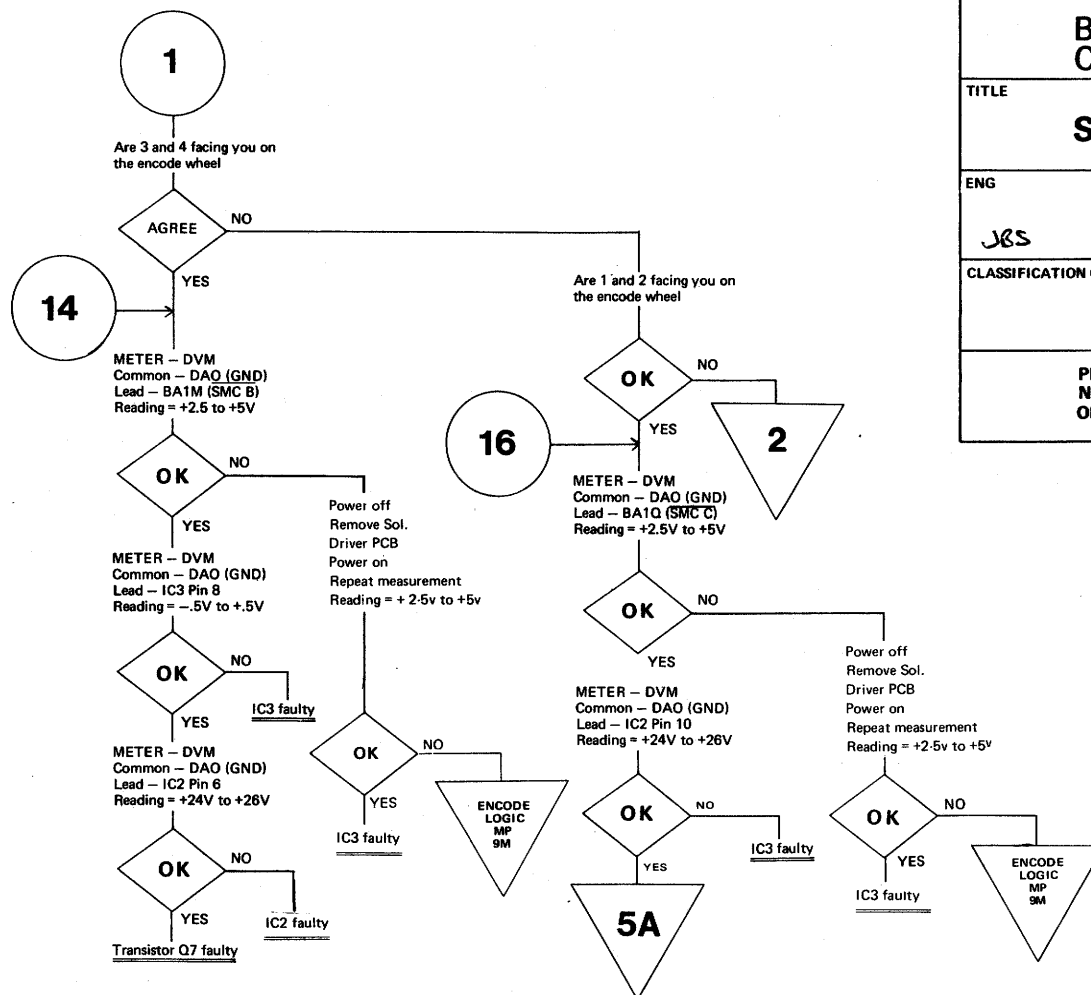 1
Are 3 and 4 facing you on
the encode wheel
AGREE
NO
YES
14
METER – DVM
Common – DAO (GND)
Lead – BA1M (SMC B)
Reading = +2.5 to +5V
OK
NO
YES
METER – DVM
Common – DAO (GND)
Lead – IC3 Pin 8
Reading = –.5V to +.5V
OK
NO
IC3 faulty
YES
METER – DVM
Common – DAO (GND)
Lead – IC2 Pin 6
Reading = +24V to +26V
OK
NO
IC2 faulty
YES
Transistor Q7 faulty
Power off
Remove Sol.
Driver PCB
Power on
Repeat measurement
Reading = + 2·5v to +5v
OK
NO
YES
IC3 faulty
ENCODE
LOGIC
MP
9M
Are 1 and 2 facing you on
the encode wheel
OK
NO
2
YES
16
METER – DVM
Common – DAO (GND)
Lead – BA1Q (SMC C)
Reading = +2.5V to +5V
OK
NO
YES
METER – DVM
Common – DAO (GND)
Lead – IC2 Pin 10
Reading = +24V to +26V
OK
NO
IC3 faulty
YES
5A
Power off
Remove Sol.
Driver PCB
Power on
Repeat measurement
Reading = +2·5v to +5v
OK
NO
YES
IC3 faulty
ENCODE
LOGIC
MP
9M
TITLE
S
ENG
JBS
CLASSIFICATION